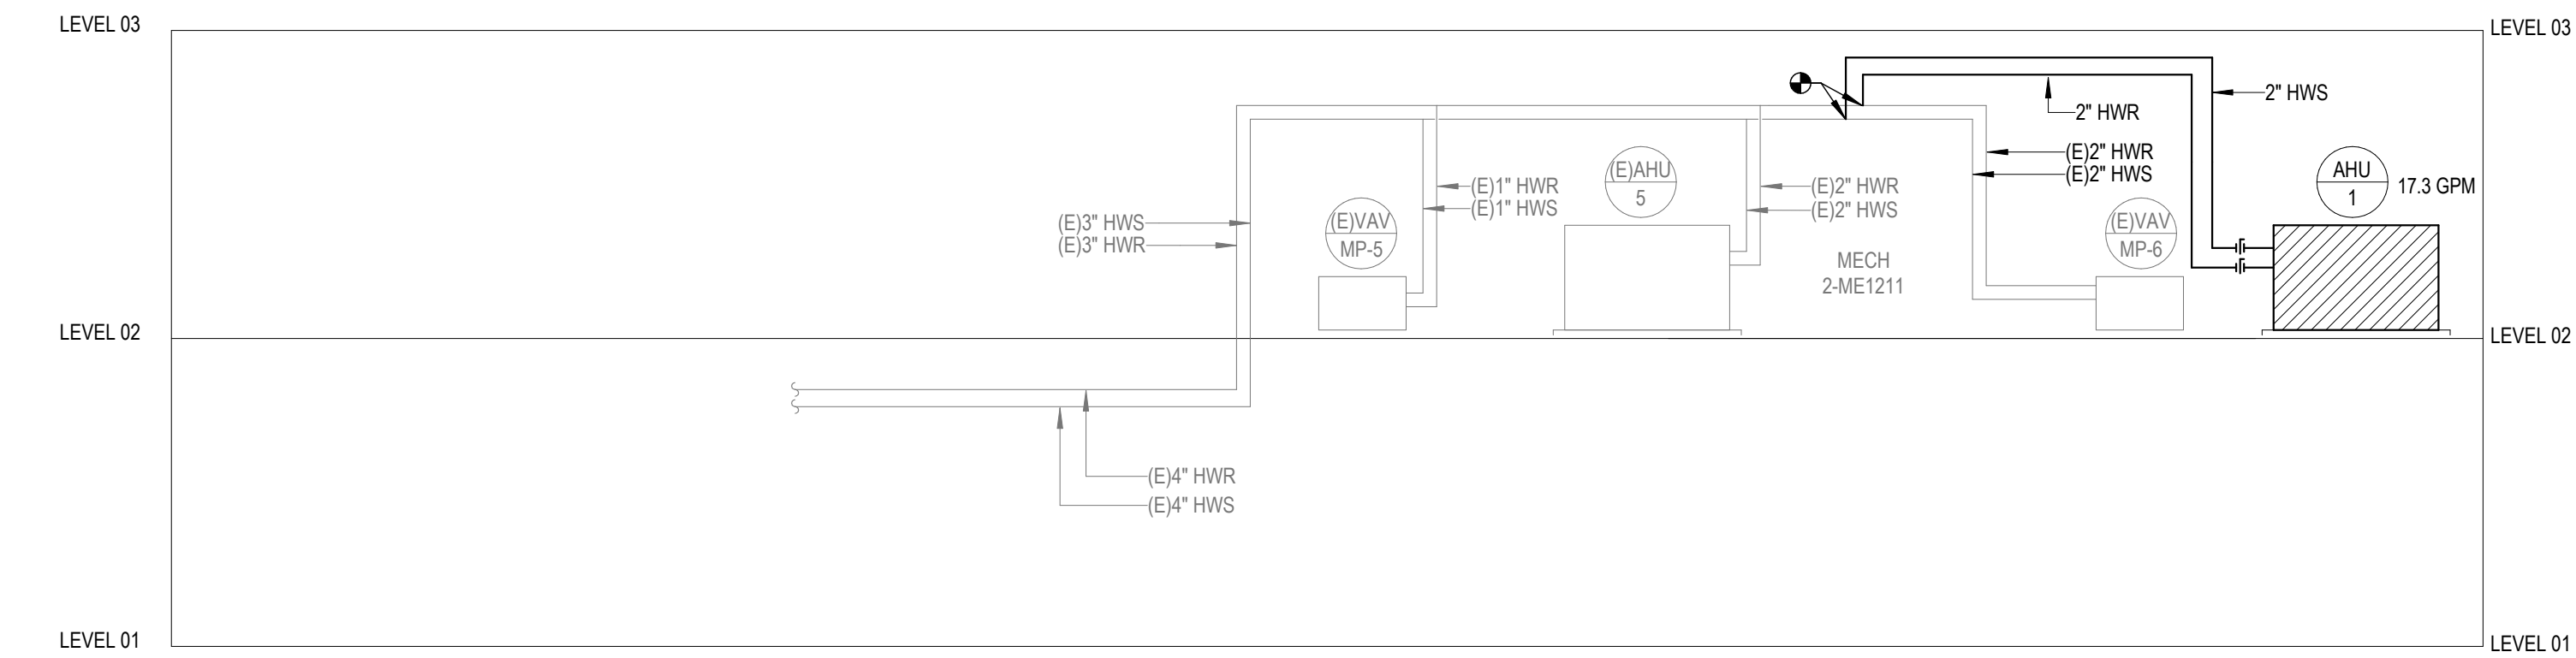 LEVEL 03
LEVEL 03
2" HWS
2" HWR
(E)2" HWR
(E)2" HWS
(E)AHU
5
AHU
1
17.3 GPM
(E)1" HWR
(E)1" HWS
(E)2" HWR
(E)2" HWS
(E)3" HWS
(E)3" HWR
(E)VAV
MP-5
(E)VAV
MP-6
MECH
2-ME1211
LEVEL 02
LEVEL 02
(E)4" HWR
(E)4" HWS
LEVEL 01
LEVEL 01